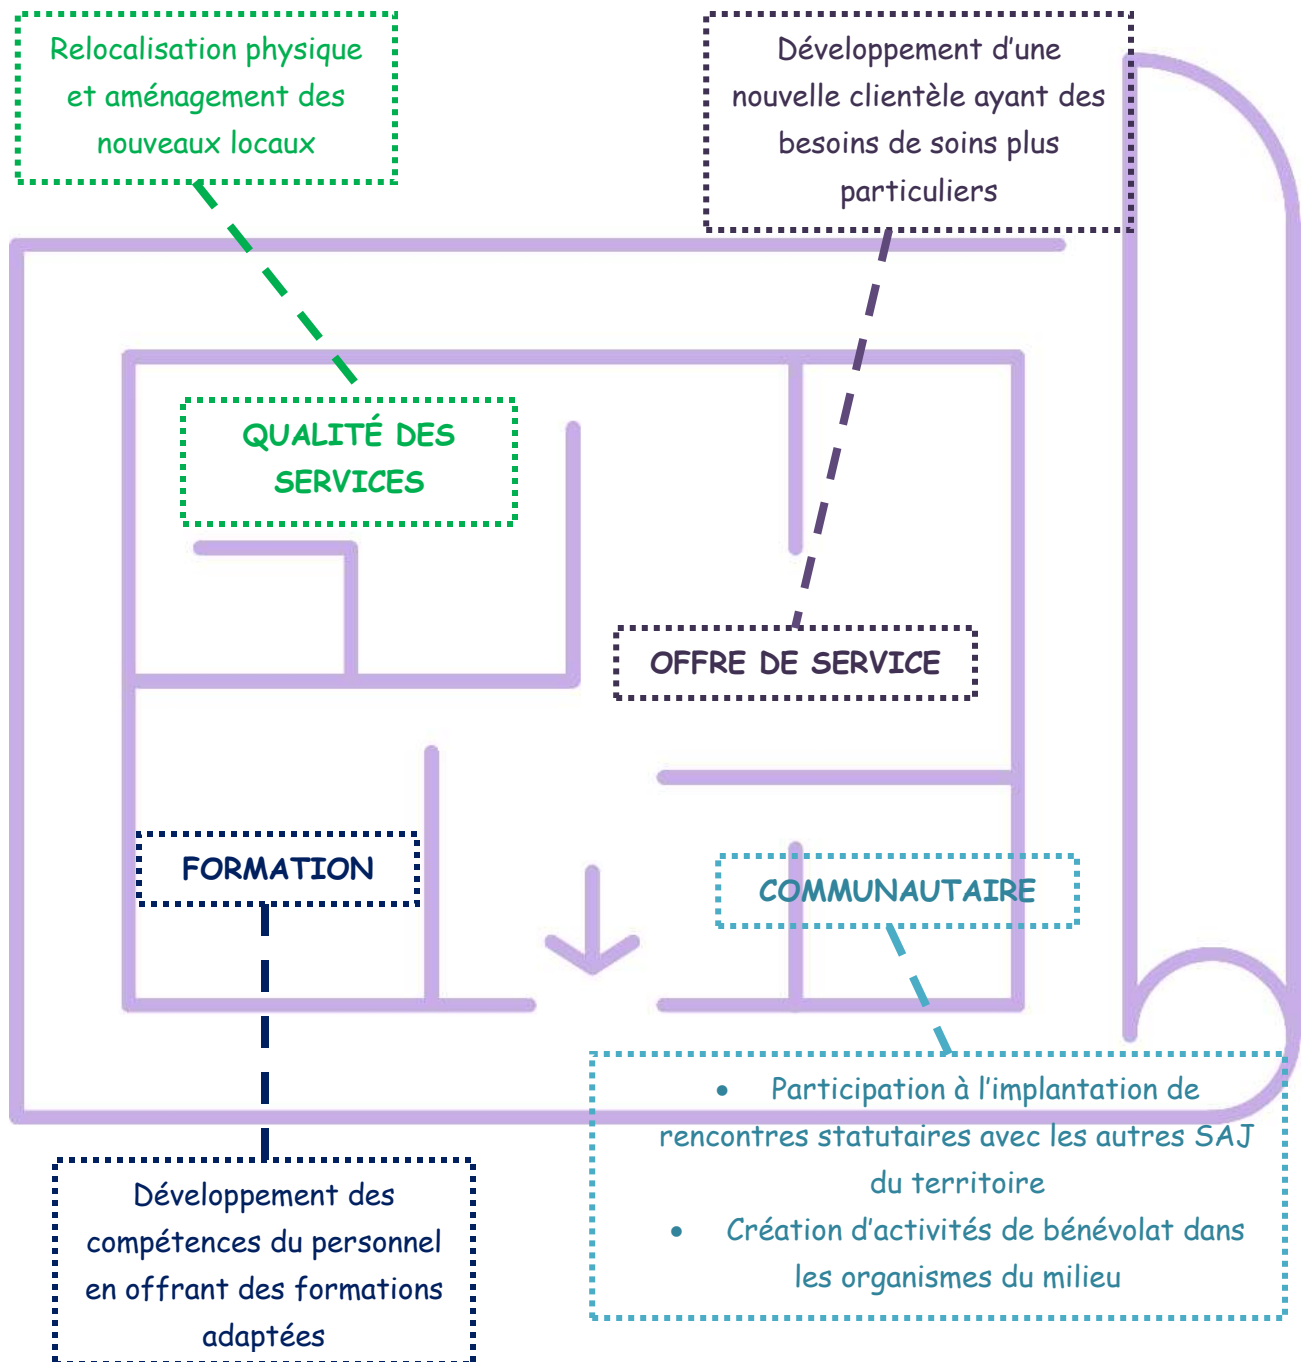 Relocalisation physique
et aménagement des
nouveaux locaux
Développement d'une
nouvelle clientèle ayant des
besoins de soins plus
particuliers
QUALITÉ DES
SERVICES
OFFRE DE SERVICE
FORMATION
COMMUNAUTAIRE
• Participation à l'implantation de
rencontres statutaires avec les autres SAJ
du territoire
• Création d'activités de bénévolat dans
les organismes du milieu
Développement des
compétences du personnel
en offrant des formations
adaptées